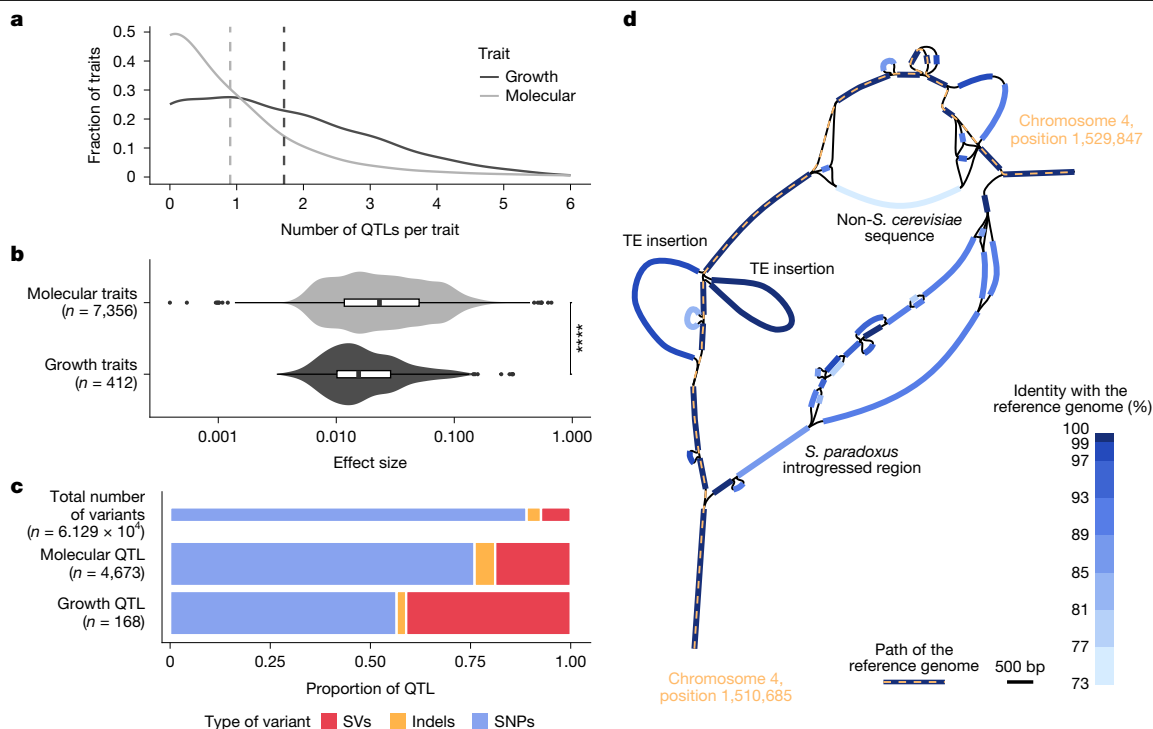 a
0.5
0.4
0.3
0.2
0.1
0
Fraction of traits
Trait
Growth
Molecular
0 1 2 3 4 5 6
Number of QTLs per trait
b
Molecular traits
(n = 7,356)
Growth traits
(n = 412)
****
0.001 0.010 0.100 1.000
Effect size
c
Total number
of variants
(n = 6.129 × 10⁴)
Molecular QTL
(n = 4,673)
Growth QTL
(n = 168)
0 0.25 0.50 0.75 1.00
Proportion of QTL
Type of variant SVs Indels SNPs
d
Chromosome 4,
position 1,529,847
Non-S. cerevisiae
sequence
TE insertion
TE insertion
S. paradoxus
introgressed region
Identity with the
reference genome (%)
100
99
97
93
89
85
81
77
73
Path of the
reference genome
500 bp
Chromosome 4,
position 1,510,685